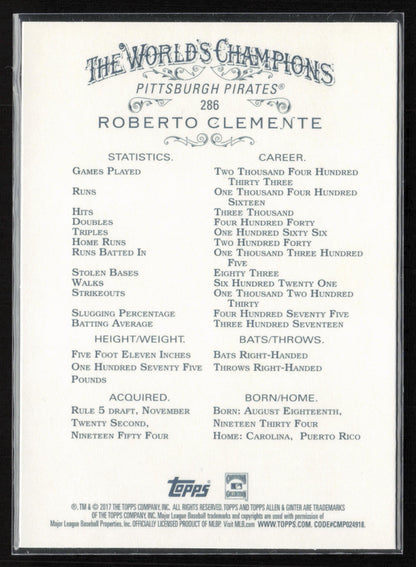 THE WORLD'S CHAMPIONS
PITTSBURGH PIRATES®
286
ROBERTO CLEMENTE
STATISTICS. CAREER.
GAMES PLAYED TWO THOUSAND FOUR HUNDRED
THIRTY THREE
RUNS ONE THOUSAND FOUR HUNDRED
SIXTEEN
HITS THREE THOUSAND
DOUBLES FOUR HUNDRED FORTY
TRIPLES ONE HUNDRED SIXTY SIX
HOME RUNS TWO HUNDRED FORTY
RUNS BATTED IN ONE THOUSAND THREE HUNDRED
FIVE
STOLEN BASES EIGHTY THREE
WALKS SIX HUNDRED TWENTY ONE
STRIKEOUTS ONE THOUSAND TWO HUNDRED
THIRTY
SLUGGING PERCENTAGE FOUR HUNDRED SEVENTY FIVE
BATTING AVERAGE THREE HUNDRED SEVENTEEN
HEIGHT/WEIGHT. BATS/THROWS.
FIVE FOOT ELEVEN INCHES BATS RIGHT-HANDED
ONE HUNDRED SEVENTY FIVE THROWS RIGHT-HANDED
POUNDS
ACQUIRED. BORN/HOME.
RULE 5 DRAFT, NOVEMBER BORN: AUGUST EIGHTEENTH,
TWENTY SECOND, NINETEEN THIRTY FOUR
NINETEEN FIFTY FOUR HOME: CAROLINA, PUERTO RICO
Topps
®, TM & © 2017 THE TOPPS COMPANY, INC. ALL RIGHTS RESERVED. TOPPS AND TOPPS ALLEN & GINTER ARE TRADEMARKS
OF THE TOPPS COMPANY, INC. Major League Baseball trademarks and copyrights are used with permission of
Major League Baseball Properties, Inc. OFFICIALLY LICENSED PRODUCT OF MLBP. Visit MLB.com WWW.TOPPS.COM. CODE#CMP024918.